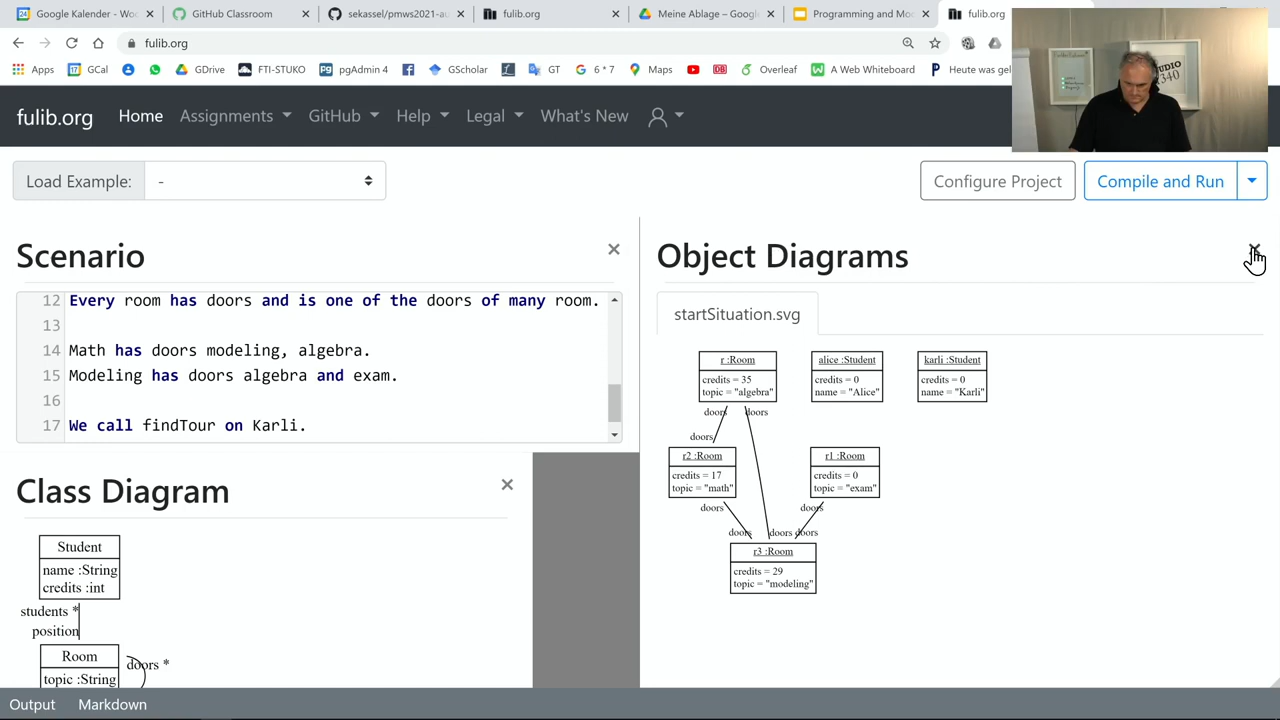 Google Kalender - Wo
GitHub Classroom
sekassel/pmws2021-au
fulib.org
Meine Ablage – Googl
Programming and Mo
fulib.org
fulib.org
Apps
GCal
GDrive
FTI-STUKO
pgAdmin 4
GScholar
GT
6 * 7
Maps
Overleaf
A Web Whiteboard
Heute was gel
fulib.org
Home
Assignments
GitHub
Help
Legal
What's New
Load Example:
-
Configure Project
Compile and Run
Scenario
12 Every room has doors and is one of the doors of many room.
13
14 Math has doors modeling, algebra.
15 Modeling has doors algebra and exam.
16
17 We call findTour on Karli.
Class Diagram
Student
name :String
credits :int
students *
position
Room
doors *
topic :String
Object Diagrams
startSituation.svg
r :Room
credits = 35
topic = "algebra"
alice :Student
credits = 0
name = "Alice"
karli :Student
credits = 0
name = "Karli"
doors
doors
doors
r2 :Room
credits = 17
topic = "math"
r1 :Room
credits = 0
topic = "exam"
doors
doors
doors
doors
doors
r3 :Room
credits = 29
topic = "modeling"
Output
Markdown